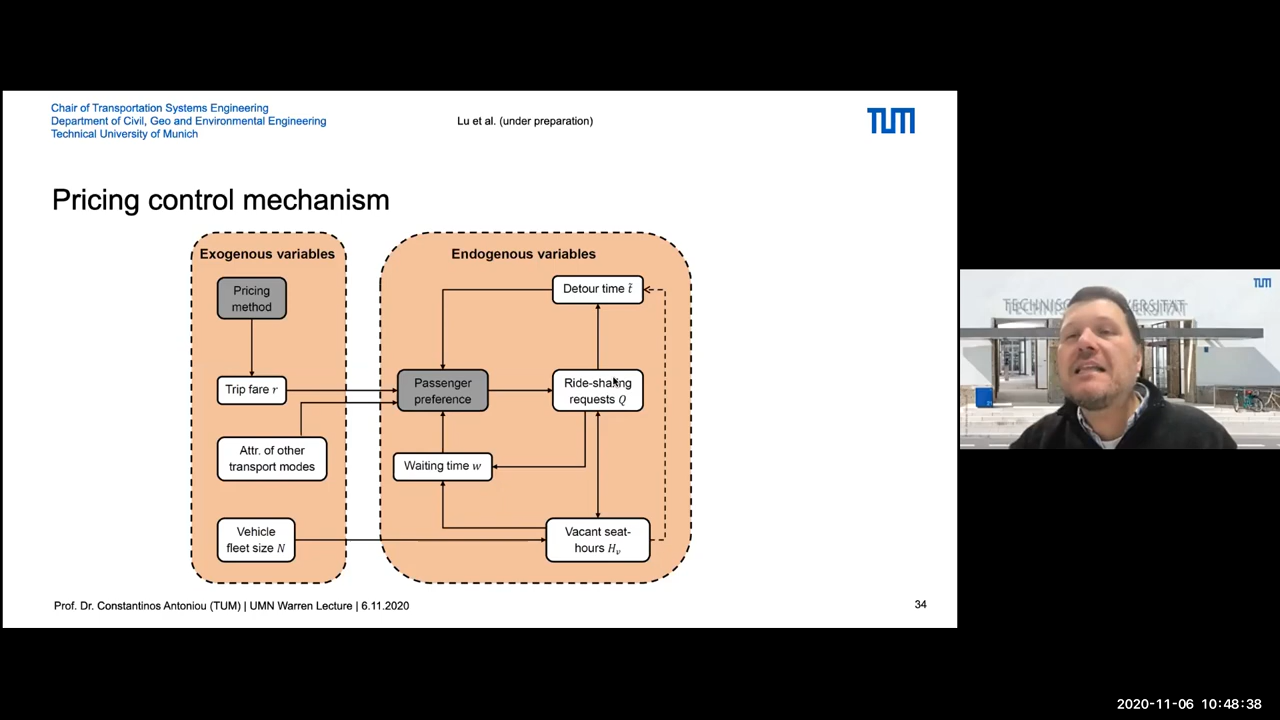 Chair of Transportation Systems Engineering
Department of Civil, Geo and Environmental Engineering
Technical University of Munich
Lu et al. (under preparation)
TUM
Pricing control mechanism
Exogenous variables
Endogenous variables
Pricing
method
Detour time t̃
Trip fare r
Passenger
preference
Ride-sharing
requests Q
Attr. of other
transport modes
Waiting time w
Vehicle
fleet size N
Vacant seat-
hours Hᵥ
Prof. Dr. Constantinos Antoniou (TUM) | UMN Warren Lecture | 6.11.2020
34
TUM
2020-11-06 10:48:38